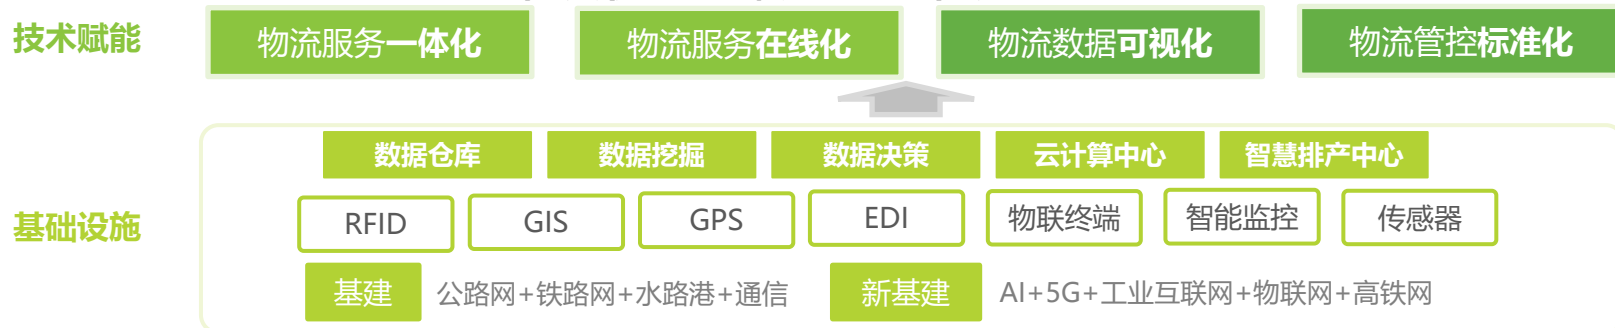 技术赋能
物流服务一体化
物流服务在线化
物流数据可视化
物流管控标准化
数据仓库
数据挖掘
数据决策
云计算中心
智慧排产中心
基础设施
RFID
GIS
GPS
EDI
物联终端
智能监控
传感器
基建
公路网+铁路网+水路港+通信
新基建
AI+5G+工业互联网+物联网+高铁网